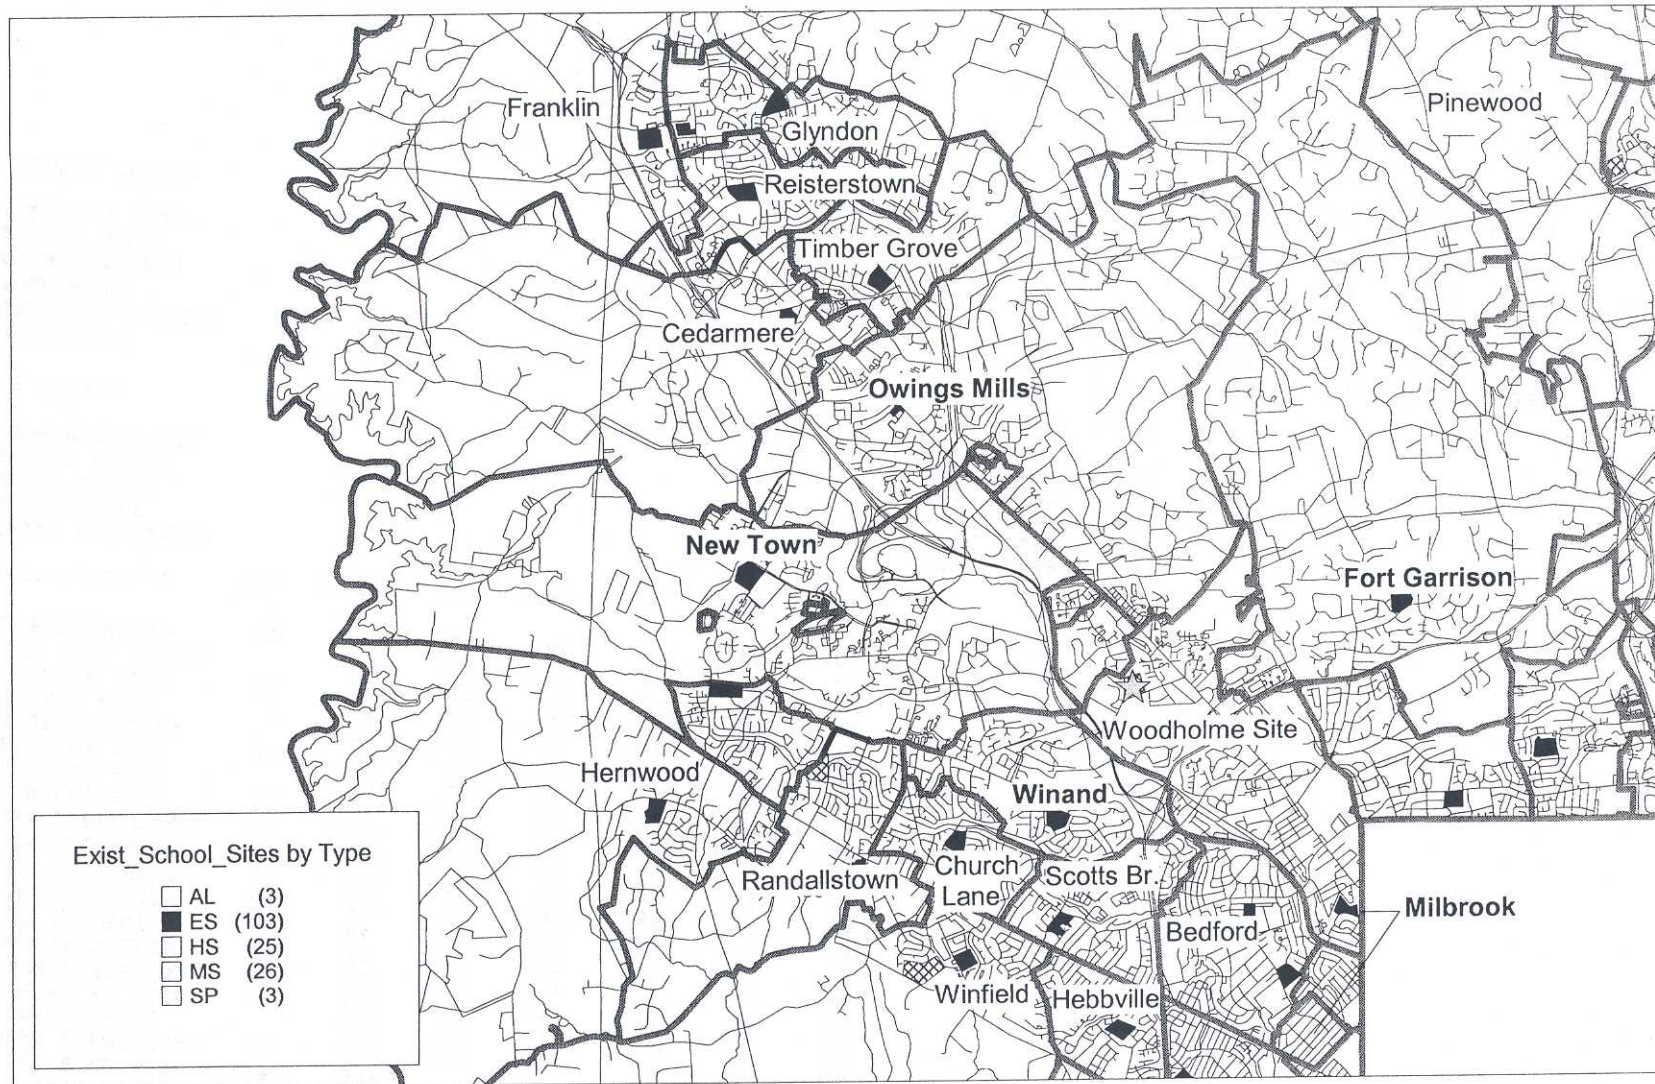 Franklin
Glyndon
Pinewood
Reisterstown
Timber Grove
Cedarmere
Owings Mills
New Town
Fort Garrison
Woodholme Site
Hernwood
Winand
Church
Lane
Randallstown
Scotts Br.
Milbrook
Bedford
Winfield
Hebbville
Exist_School_Sites by Type
AL (3)
ES (103)
HS (25)
MS (26)
SP (3)